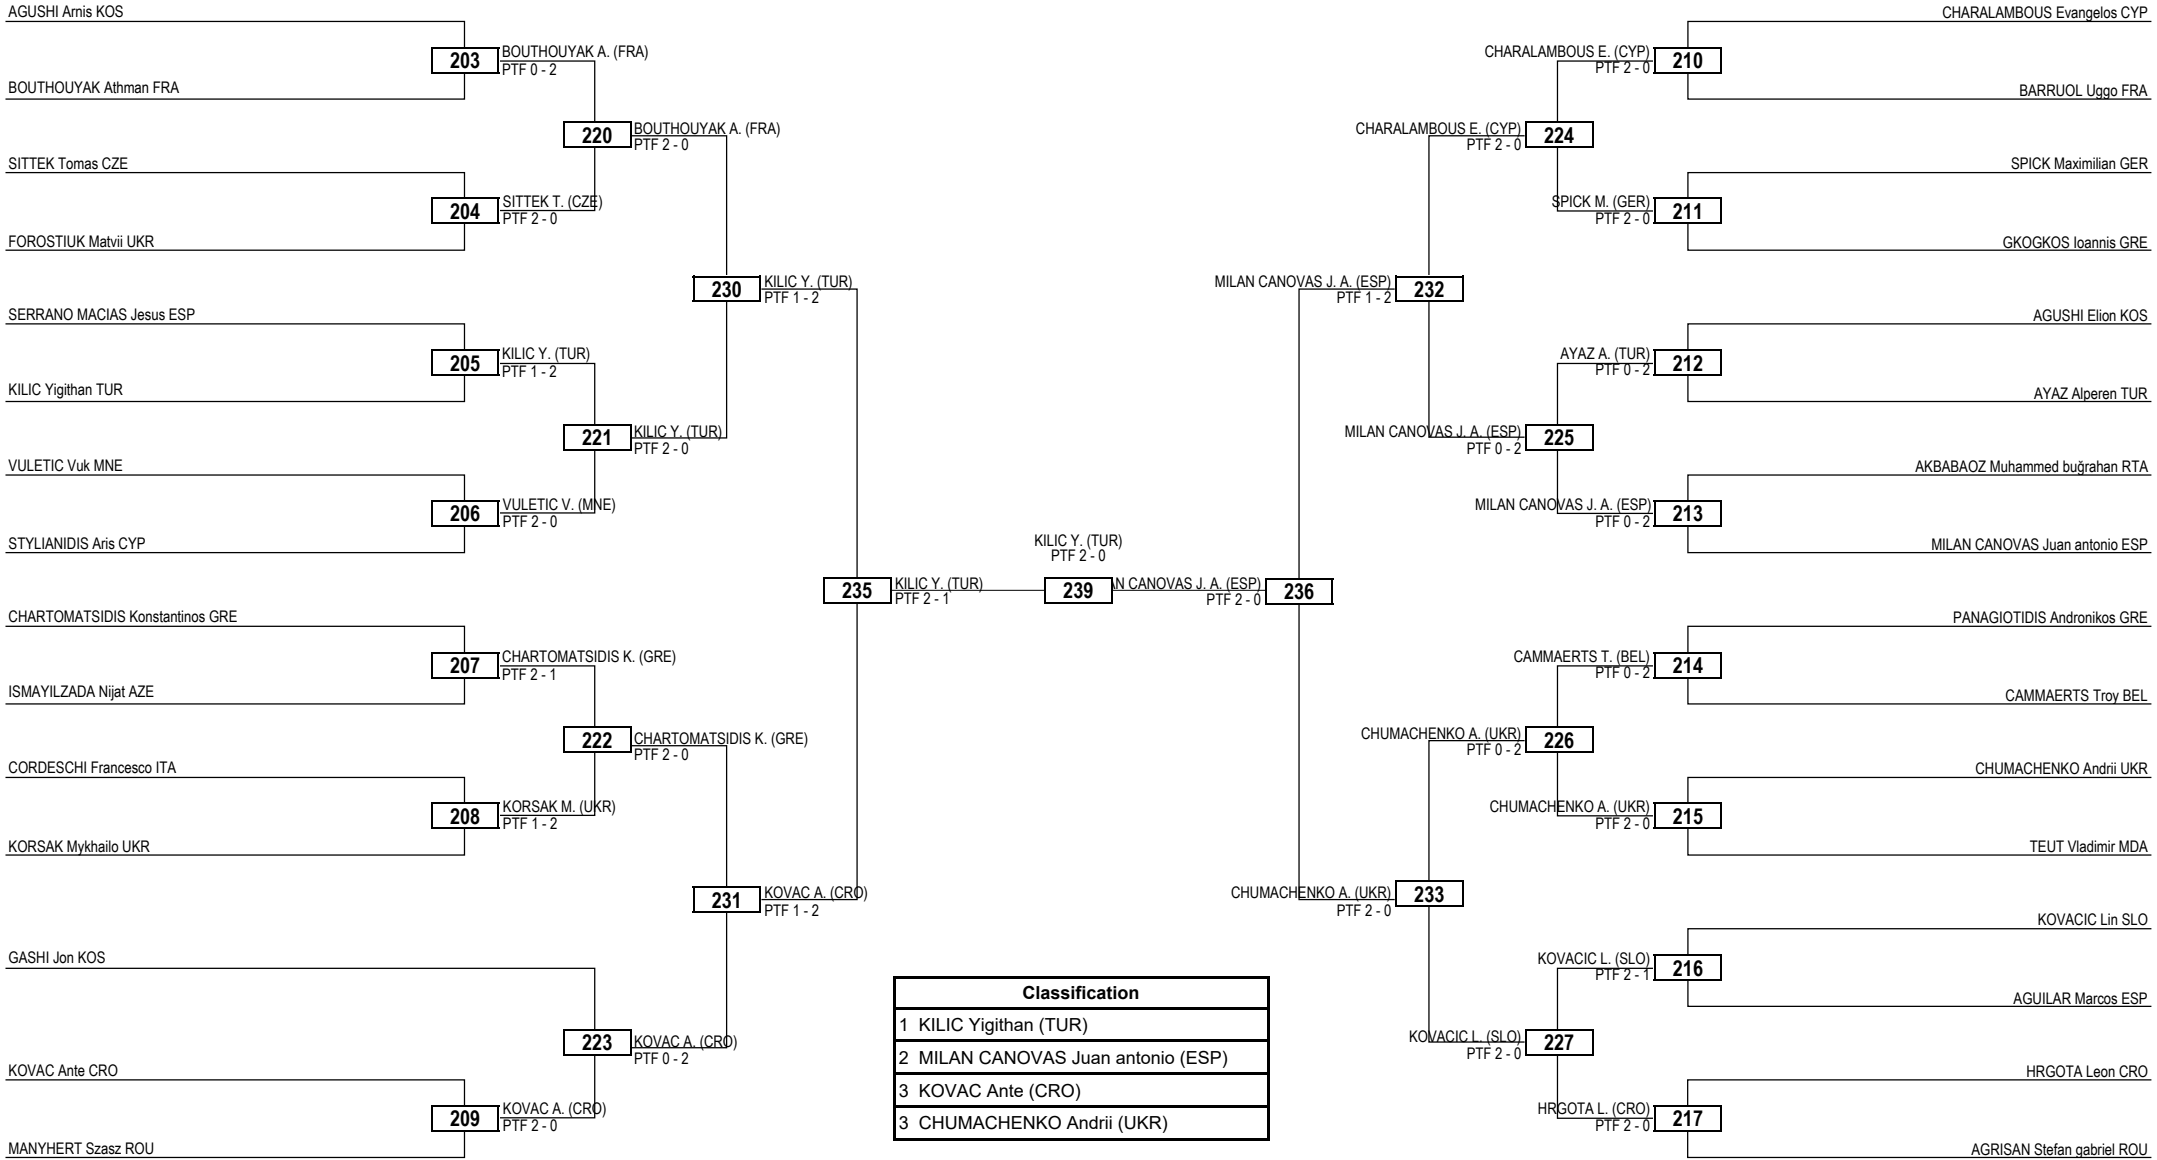 AGUSHI Arnis KOS
BOUTHOUYAK Athman FRA
SITTEK Tomas CZE
FOROSTIUK Matvii UKR
SERRANO MACIAS Jesus ESP
KILIC Yigithan TUR
VULETIC Vuk MNE
STYLIANIDIS Aris CYP
CHARTOMATSIDIS Konstantinos GRE
ISMAYILZADA Nijat AZE
CORDESCHI Francesco ITA
KORSAK Mykhailo UKR
GASHI Jon KOS
KOVAC Ante CRO
MANYHERT Szasz ROU
203
BOUTHOUYAK A. (FRA)
PTF 0 - 2
204
SITTEK T. (CZE)
PTF 2 - 0
205
KILIC Y. (TUR)
PTF 1 - 2
206
VULETIC V. (MNE)
PTF 2 - 0
207
CHARTOMATSIDIS K. (GRE)
PTF 2 - 1
208
KORSAK M. (UKR)
PTF 1 - 2
209
KOVAC A. (CRO)
PTF 2 - 0
220
BOUTHOUYAK A. (FRA)
PTF 2 - 0
221
KILIC Y. (TUR)
PTF 2 - 0
222
CHARTOMATSIDIS K. (GRE)
PTF 2 - 0
223
KOVAC A. (CRO)
PTF 0 - 2
230
KILIC Y. (TUR)
PTF 1 - 2
231
KOVAC A. (CRO)
PTF 1 - 2
235
KILIC Y. (TUR)
PTF 2 - 1
KILIC Y. (TUR)
PTF 2 - 0
239
AN CANOVAS J. A. (ESP)
PTF 2 - 0
236
MILAN CANOVAS J. A. (ESP)
PTF 1 - 2
232
CHUMACHENKO A. (UKR)
PTF 2 - 0
233
CHARALAMBOUS E. (CYP)
PTF 2 - 0
224
MILAN CANOVAS J. A. (ESP)
PTF 0 - 2
225
CHUMACHENKO A. (UKR)
PTF 0 - 2
226
KOVACIC L. (SLO)
PTF 2 - 0
227
CHARALAMBOUS E. (CYP)
PTF 2 - 0
210
SPICK M. (GER)
PTF 2 - 0
211
AYAZ A. (TUR)
PTF 0 - 2
212
MILAN CANOVAS J. A. (ESP)
PTF 0 - 2
213
CAMMAERTS T. (BEL)
PTF 0 - 2
214
CHUMACHENKO A. (UKR)
PTF 2 - 0
215
KOVACIC L. (SLO)
PTF 2 - 1
216
HRGOTA L. (CRO)
PTF 2 - 0
217
CHARALAMBOUS Evangelos CYP
BARRUOL Uggo FRA
SPICK Maximilian GER
GKOGKOS Ioannis GRE
AGUSHI Elion KOS
AYAZ Alperen TUR
AKBABAOZ Muhammed buğrahan RTA
MILAN CANOVAS Juan antonio ESP
PANAGIOTIDIS Andronikos GRE
CAMMAERTS Troy BEL
CHUMACHENKO Andrii UKR
TEUT Vladimir MDA
KOVACIC Lin SLO
AGUILAR Marcos ESP
HRGOTA Leon CRO
AGRISAN Stefan gabriel ROU
Classification
1 KILIC Yigithan (TUR)
2 MILAN CANOVAS Juan antonio (ESP)
3 KOVAC Ante (CRO)
3 CHUMACHENKO Andrii (UKR)